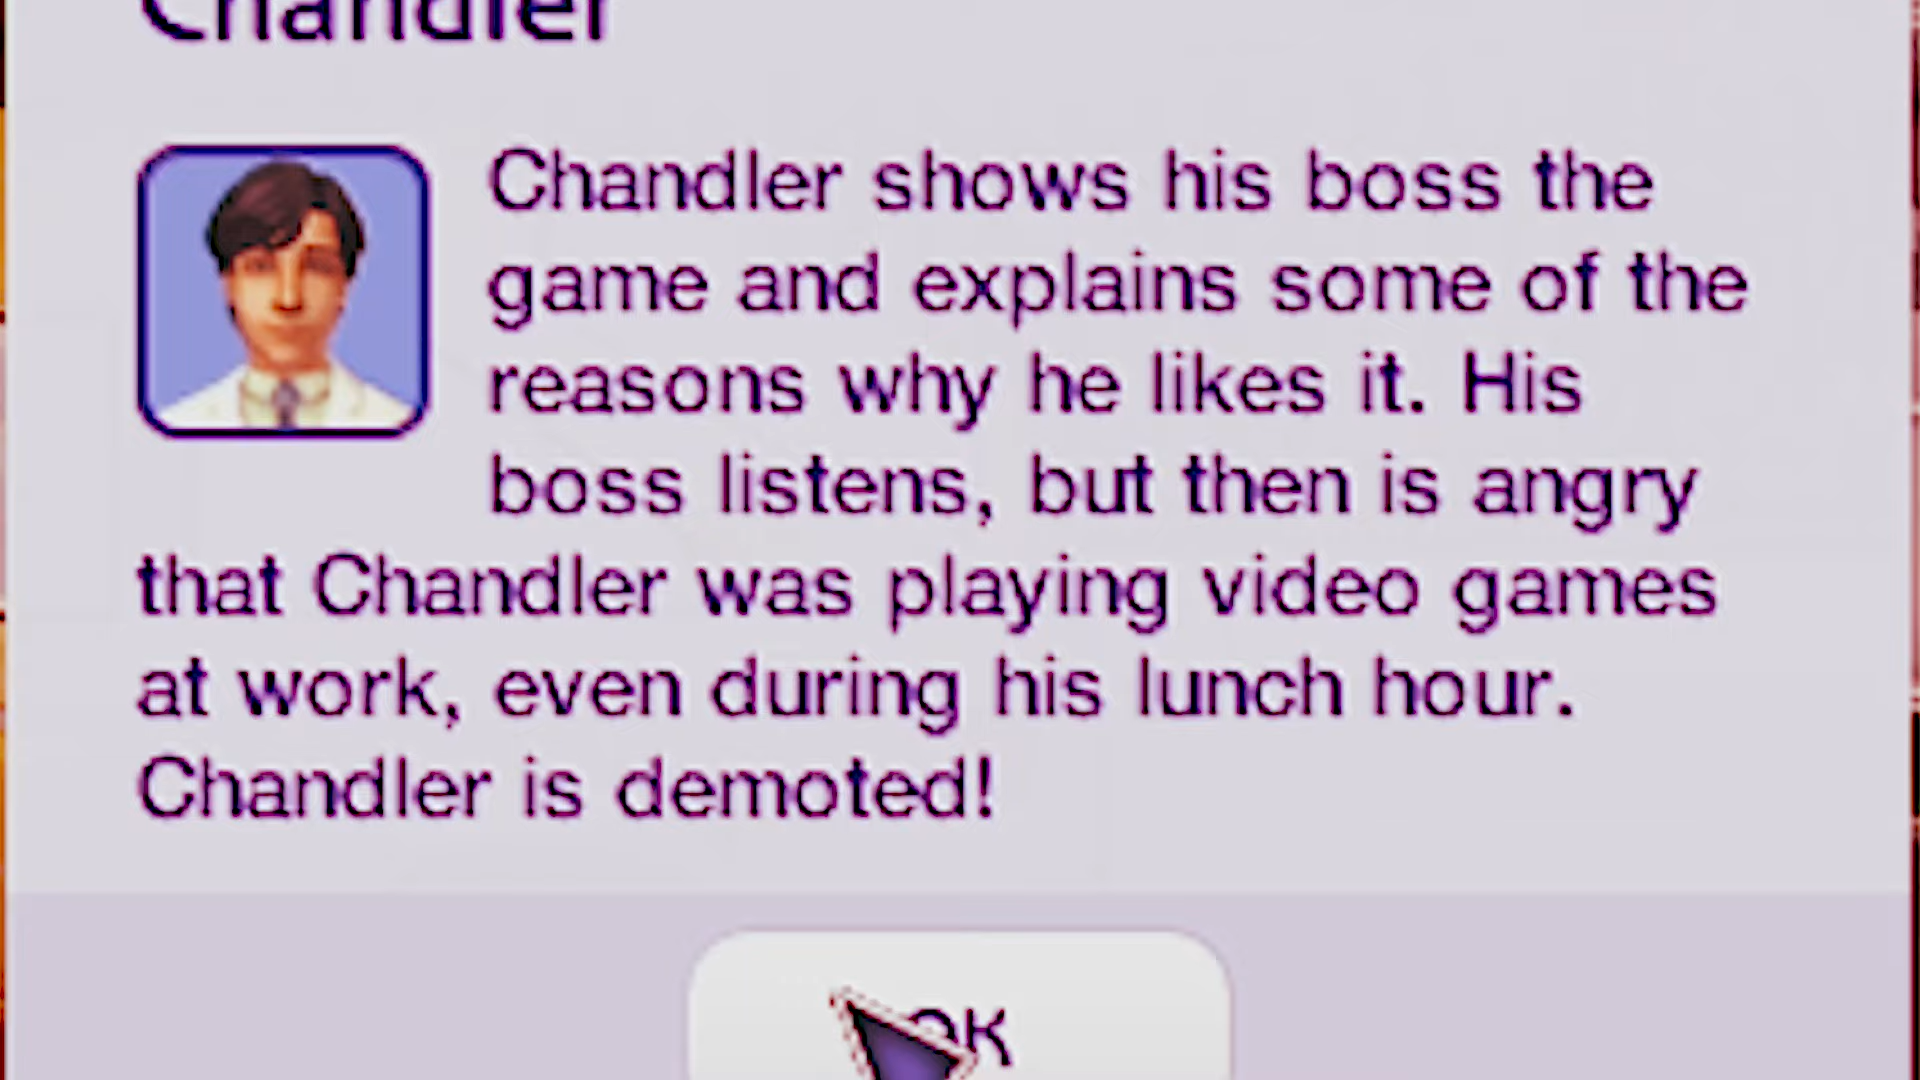 Chandler
Chandler shows his boss the
game and explains some of the
reasons why he likes it. His
boss listens, but then is angry
that Chandler was playing video games
at work, even during his lunch hour.
Chandler is demoted!
OK